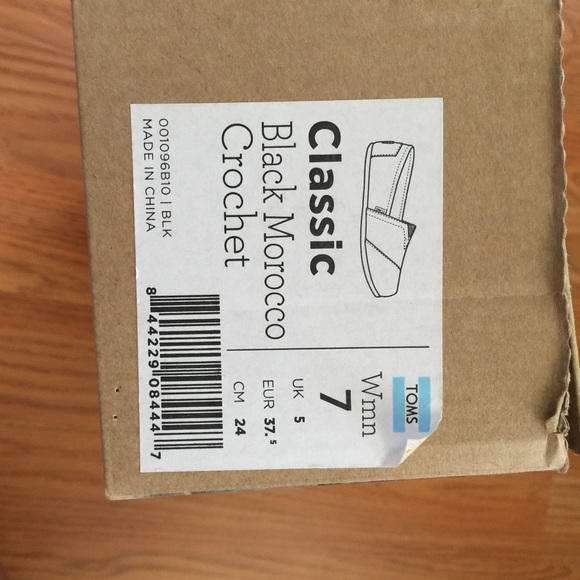 Classic
Black Morocco
Crochet
001096B10 | BLK
MADE IN CHINA
TOMS
Wmn
7
UK 5
EUR 37.5
CM 24
8 44229 08444 7